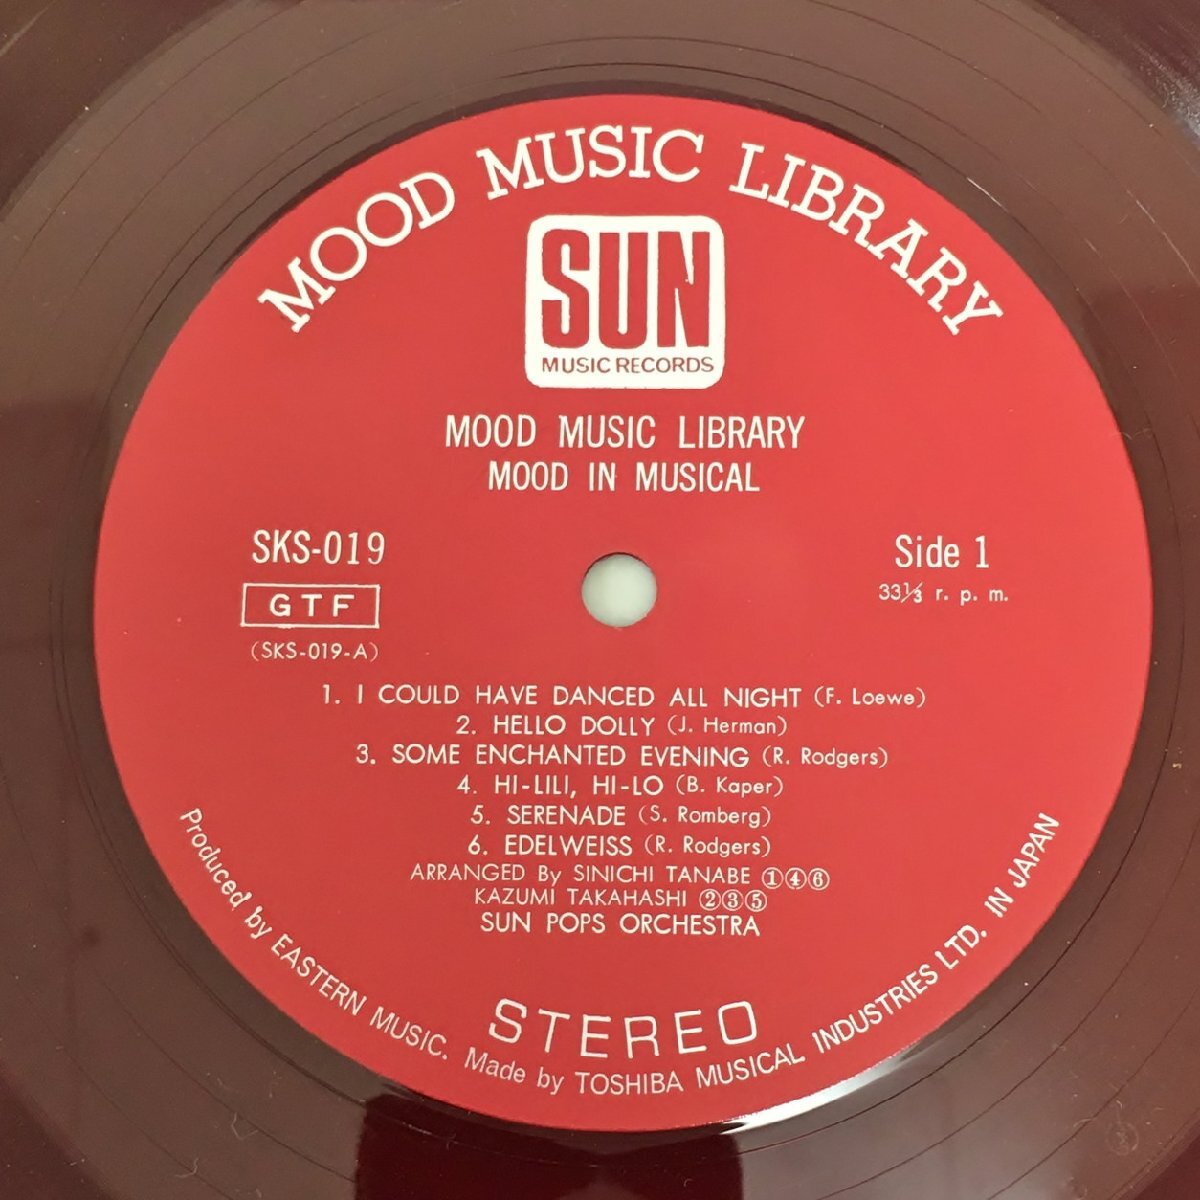 MOOD MUSIC LIBRARY
SUN
MUSIC RECORDS
MOOD MUSIC LIBRARY
MOOD IN MUSICAL
SKS-019
GTF
(SKS-019-A)
Side 1
33⅓ r. p. m.
1. I COULD HAVE DANCED ALL NIGHT (F. Loewe)
2. HELLO DOLLY (J. Herman)
3. SOME ENCHANTED EVENING (R. Rodgers)
4. HI-LILI, HI-LO (B. Kaper)
5. SERENADE (S. Romberg)
6. EDELWEISS (R. Rodgers)
ARRANGED By SINICHI TANABE ①④⑥
KAZUMI TAKAHASHI ②③⑤
SUN POPS ORCHESTRA
STEREO
Produced by EASTERN MUSIC. Made by TOSHIBA MUSICAL INDUSTRIES LTD. IN JAPAN